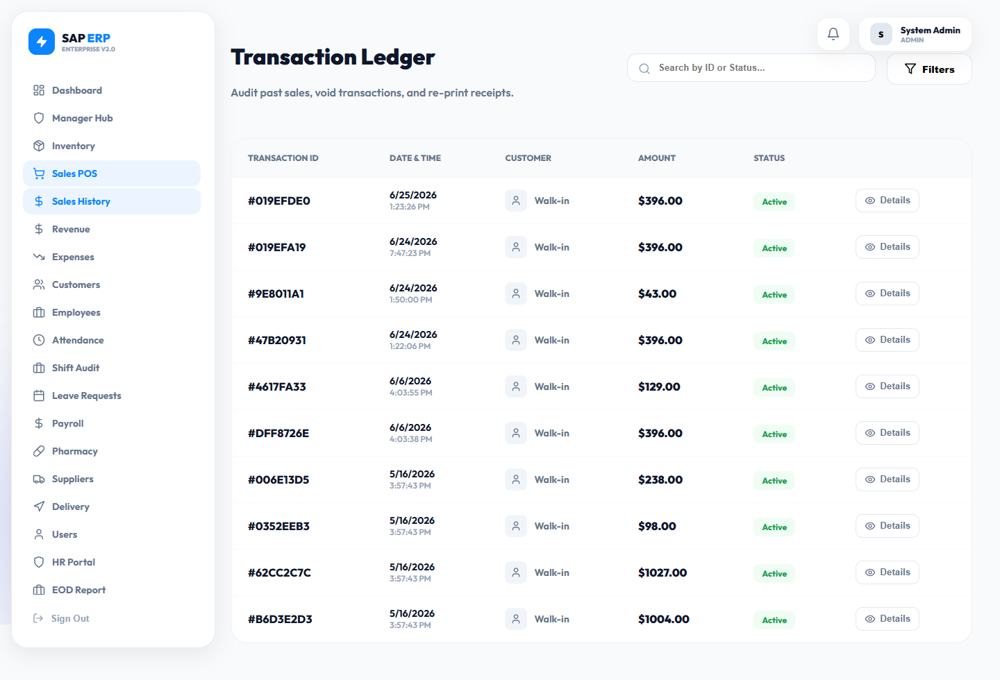 SAP ERP
ENTERPRISE V2.0
Dashboard
Manager Hub
Inventory
Sales POS
Sales History
Revenue
Expenses
Customers
Employees
Attendance
Shift Audit
Leave Requests
Payroll
Pharmacy
Suppliers
Delivery
Users
HR Portal
EOD Report
Sign Out
S
System Admin
ADMIN
Transaction Ledger
Audit past sales, void transactions, and re-print receipts.
Search by ID or Status...
Filters
TRANSACTION ID DATE & TIME CUSTOMER AMOUNT STATUS
#019EFDE0 6/25/2026 1:23:26 PM Walk-in $396.00 Active Details
#019EFA19 6/24/2026 7:47:23 PM Walk-in $396.00 Active Details
#9E8011A1 6/24/2026 1:50:00 PM Walk-in $43.00 Active Details
#47B20931 6/24/2026 1:22:06 PM Walk-in $396.00 Active Details
#4617FA33 6/6/2026 4:03:55 PM Walk-in $129.00 Active Details
#DFF8726E 6/6/2026 4:03:38 PM Walk-in $396.00 Active Details
#006E13D5 5/16/2026 3:57:43 PM Walk-in $238.00 Active Details
#0352EEB3 5/16/2026 3:57:43 PM Walk-in $98.00 Active Details
#62CC2C7C 5/16/2026 3:57:43 PM Walk-in $1027.00 Active Details
#B6D3E2D3 5/16/2026 3:57:43 PM Walk-in $1004.00 Active Details